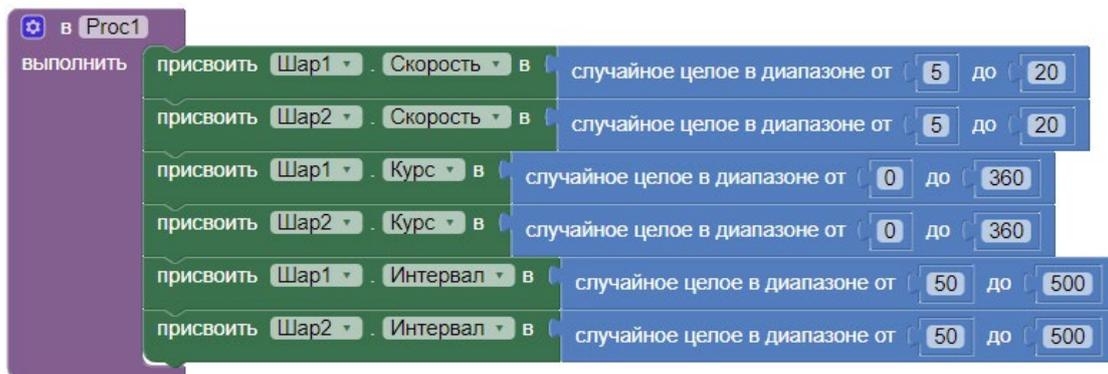 в Proc1
выполнить присвоить Шар1 . Скорость в случайное целое в диапазоне от 5 до 20
присвоить Шар2 . Скорость в случайное целое в диапазоне от 5 до 20
присвоить Шар1 . Курс в случайное целое в диапазоне от 0 до 360
присвоить Шар2 . Курс в случайное целое в диапазоне от 0 до 360
присвоить Шар1 . Интервал в случайное целое в диапазоне от 50 до 500
присвоить Шар2 . Интервал в случайное целое в диапазоне от 50 до 500